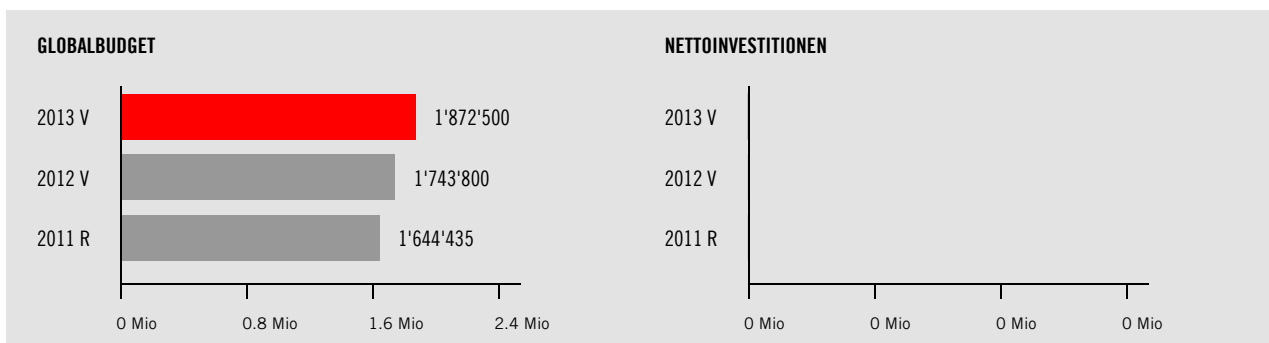 GLOBALBUDGET
2013 V 1'872'500
2012 V 1'743'800
2011 R 1'644'435
0 Mio 0.8 Mio 1.6 Mio 2.4 Mio
NETTOINVESTITIONEN
2013 V
2012 V
2011 R
0 Mio 0 Mio 0 Mio 0 Mio